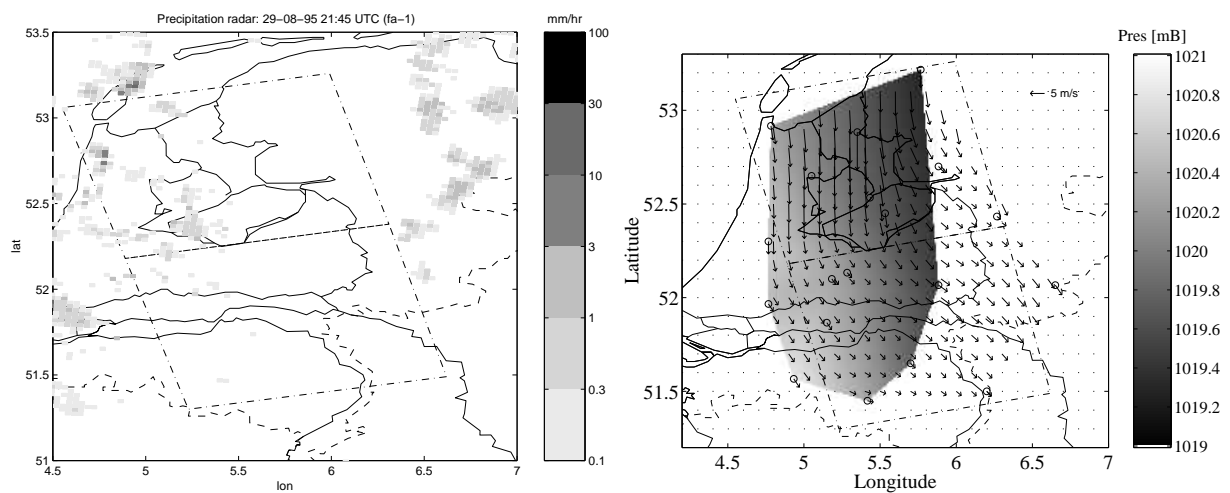 Precipitation radar: 29−08−95 21:45 UTC (fa−1)
mm/hr
53.5
53
52.5
52
51.5
51
lat
4.5 5 5.5 6 6.5 7
lon
100
30
10
3
1
0.3
0.1
Pres [mB]
5 m/s
53
52.5
52
51.5
Latitude
4.5 5 5.5 6 6.5 7
Longitude
1021
1020.8
1020.6
1020.4
1020.2
1020
1019.8
1019.6
1019.4
1019.2
1019